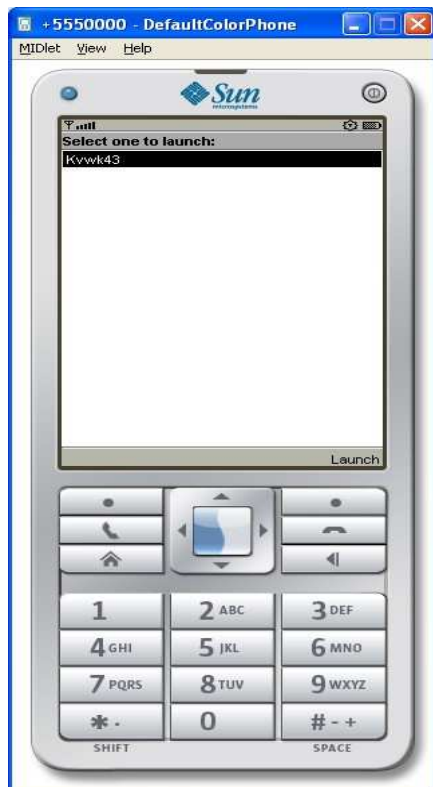 +5550000 - DefaultColorPhone
MIDlet View Help
Sun
microsystems
Select one to launch:
Kvwk43
Launch
1 2 ABC 3 DEF
4 GHI 5 JKL 6 MNO
7 PQRS 8 TUV 9 WXYZ
* . 0 # - +
SHIFT SPACE